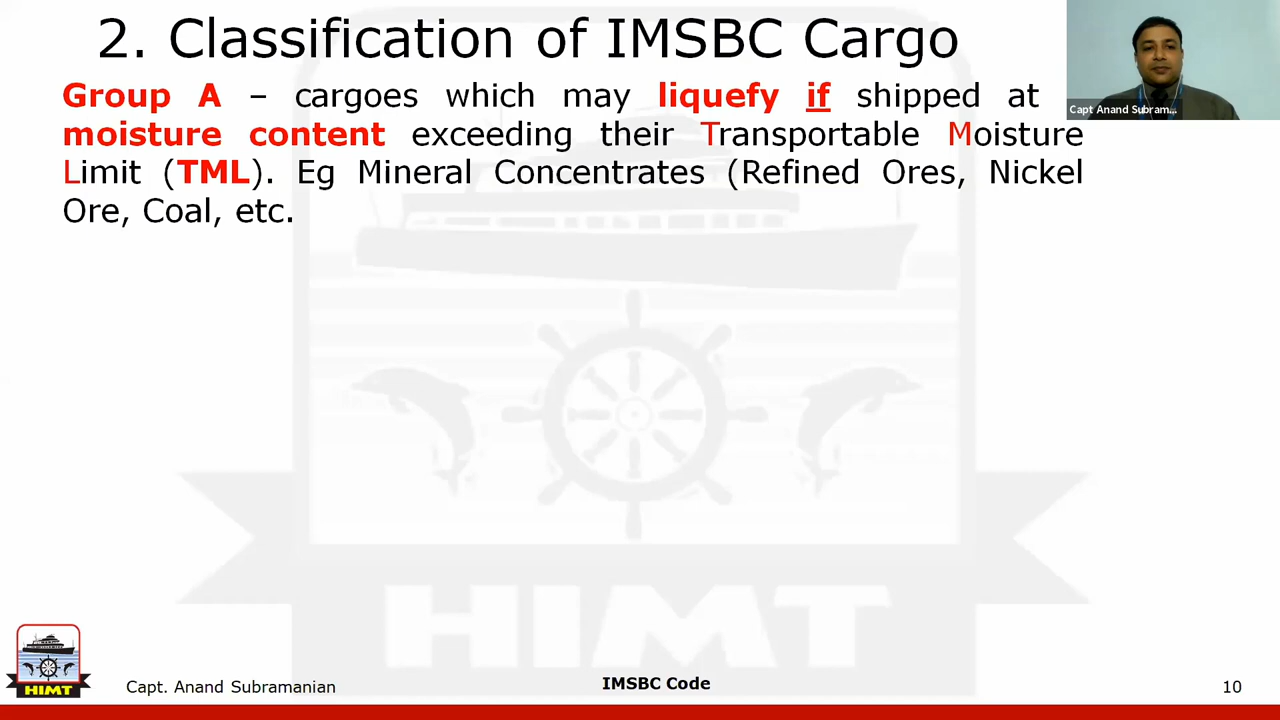 2. Classification of IMSBC Cargo
Group A – cargoes which may liquefy if shipped at
moisture content exceeding their Transportable Moisture
Limit (TML). Eg Mineral Concentrates (Refined Ores, Nickel
Ore, Coal, etc.
Capt Anand Subram...
HIMT
HIMT
Capt. Anand Subramanian
IMSBC Code
10